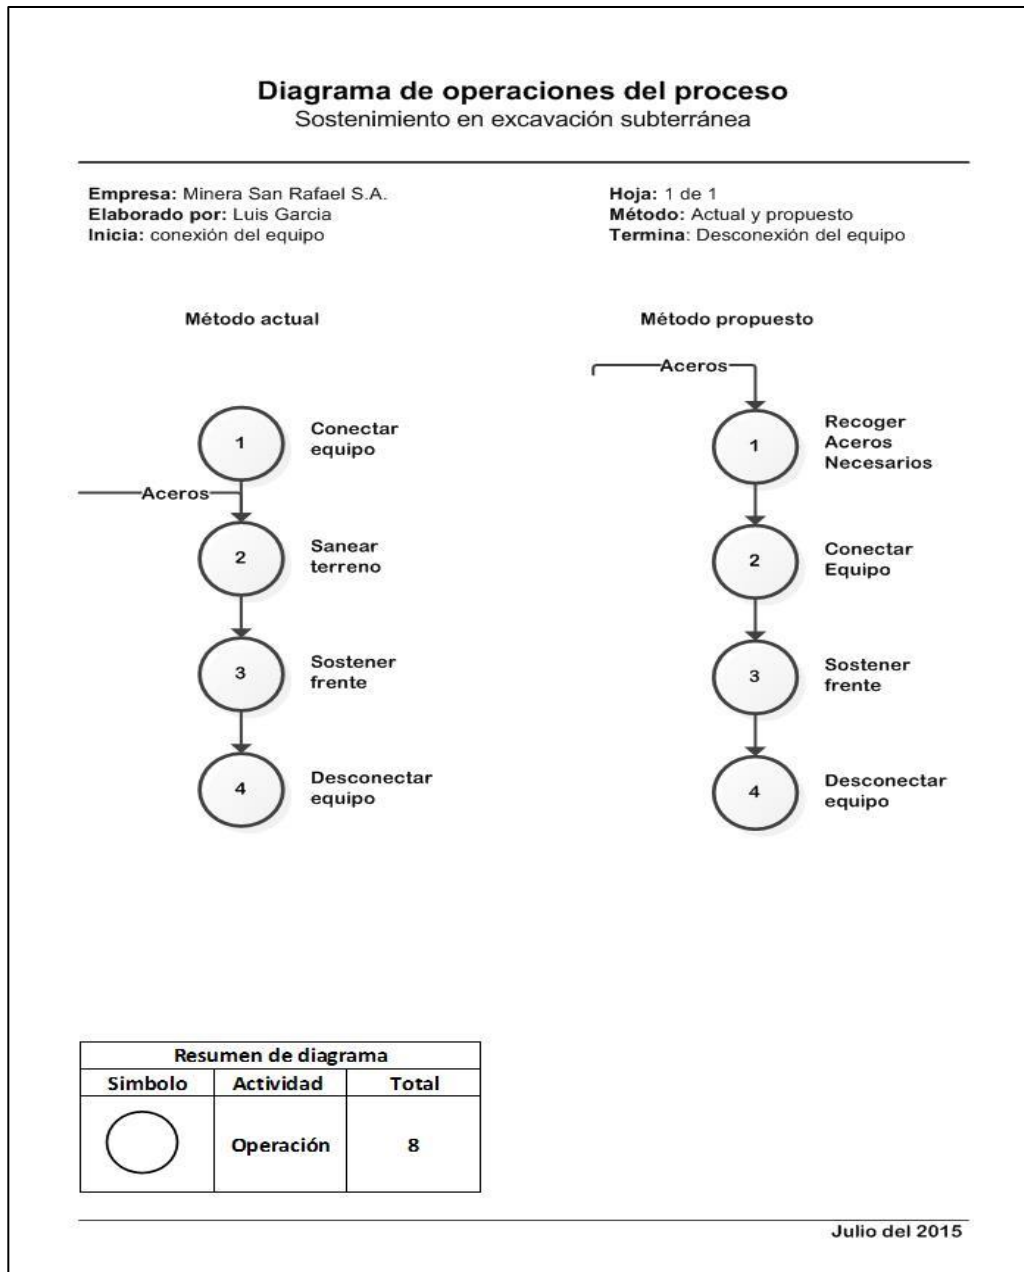 Diagrama de operaciones del proceso
Sostenimiento en excavación subterránea
Empresa: Minera San Rafael S.A.
Elaborado por: Luis Garcia
Inicia: conexión del equipo
Hoja: 1 de 1
Método: Actual y propuesto
Termina: Desconexión del equipo
Método actual
1
Conectar
equipo
Aceros
2
Sanear
terreno
3
Sostener
frente
4
Desconectar
equipo
Método propuesto
Aceros
1
Recoger
Aceros
Necesarios
2
Conectar
Equipo
3
Sostener
frente
4
Desconectar
equipo
Resumen de diagrama
Simbolo Actividad Total
Operación 8
Julio del 2015